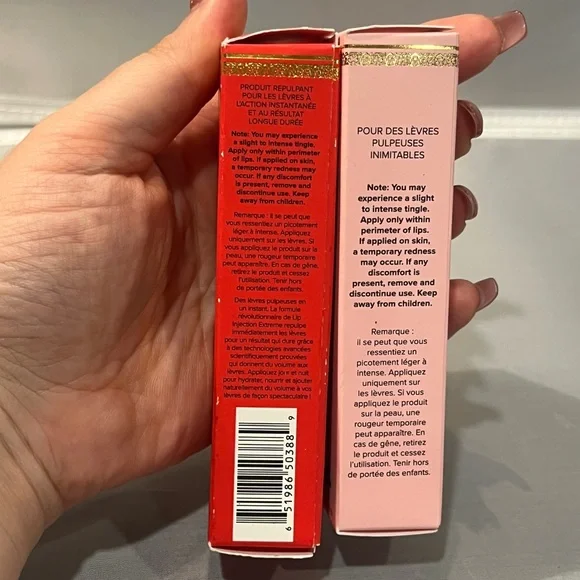 PRODUIT REPULPANT
POUR LES LÈVRES À
L'ACTION INSTANTANÉE
ET AU RÉSULTAT
LONGUE DURÉE
Note: You may experience
a slight to intense tingle.
Apply only within perimeter
of lips. If applied on skin,
a temporary redness may
occur. If any discomfort
is present, remove and
discontinue use. Keep
away from children.
Remarque : il se peut que
vous ressentiez un picotement
léger à intense. Appliquez
uniquement sur les lèvres. Si
vous appliquez le produit sur
la peau, une rougeur temporaire
peut apparaître. En cas de gêne,
retirez le produit et cessez
l'utilisation. Tenir hors
de portée des enfants.
Des lèvres pulpeuses en
un instant. La formule
révolutionnaire de Lip
Injection Extreme repulpe
immédiatement les lèvres
pour un résultat qui dure grâce
à des technologies avancées
scientifiquement prouvées
qui donnent du volume aux
lèvres. Appliquez jour et nuit
pour hydrater, nourrir et ajouter
naturellement du volume à vos
lèvres de façon spectaculaire !
6 51986 50388 9
POUR DES LÈVRES
PULPEUSES
INIMITABLES
Note: You may
experience a slight
to intense tingle.
Apply only within
perimeter of lips.
If applied on skin,
a temporary redness
may occur. If any
discomfort is
present, remove and
discontinue use. Keep
away from children.
Remarque :
il se peut que vous
ressentiez un
picotement léger à
intense. Appliquez
uniquement sur
les lèvres. Si vous
appliquez le produit
sur la peau, une
rougeur temporaire
peut apparaître. En
cas de gêne, retirez
le produit et cessez
l'utilisation. Tenir hors
de portée des enfants.